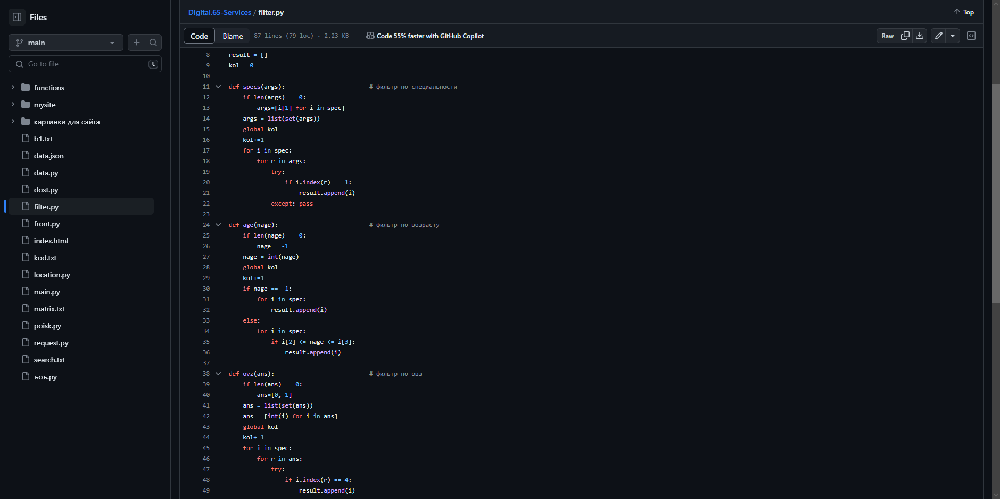 Files
main
Go to file
t
functions
mysite
картинки для сайта
b1.txt
data.json
data.py
dost.py
filter.py
front.py
index.html
kod.txt
location.py
main.py
matrix.txt
poisk.py
request.py
search.txt
ъоъ.py
Digital.65-Services / filter.py
Top
Code Blame 87 lines (79 loc) · 2.23 KB Code 55% faster with GitHub Copilot
Raw
8 result = []
9 kol = 0
10
11 def specs(args): # фильтр по специальности
12 if len(args) == 0:
13 args=[i[1] for i in spec]
14 args = list(set(args))
15 global kol
16 kol+=1
17 for i in spec:
18 for r in args:
19 try:
20 if i.index(r) == 1:
21 result.append(i)
22 except: pass
23
24 def age(nage): # фильтр по возрасту
25 if len(nage) == 0:
26 nage = -1
27 nage = int(nage)
28 global kol
29 kol+=1
30 if nage == -1:
31 for i in spec:
32 result.append(i)
33 else:
34 for i in spec:
35 if i[2] <= nage <= i[3]:
36 result.append(i)
37
38 def ovz(ans): # фильтр по овз
39 if len(ans) == 0:
40 ans=[0, 1]
41 ans = list(set(ans))
42 ans = [int(i) for i in ans]
43 global kol
44 kol+=1
45 for i in spec:
46 for r in ans:
47 try:
48 if i.index(r) == 4:
49 result.append(i)